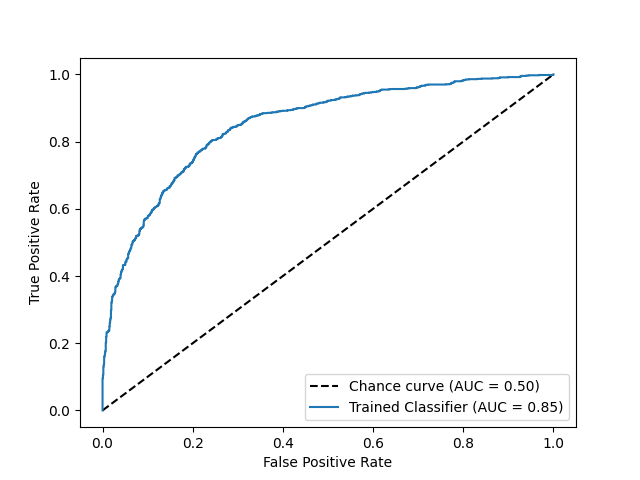 1.0
0.8
0.6
0.4
0.2
0.0
True Positive Rate
0.0 0.2 0.4 0.6 0.8 1.0
False Positive Rate
Chance curve (AUC = 0.50)
Trained Classifier (AUC = 0.85)